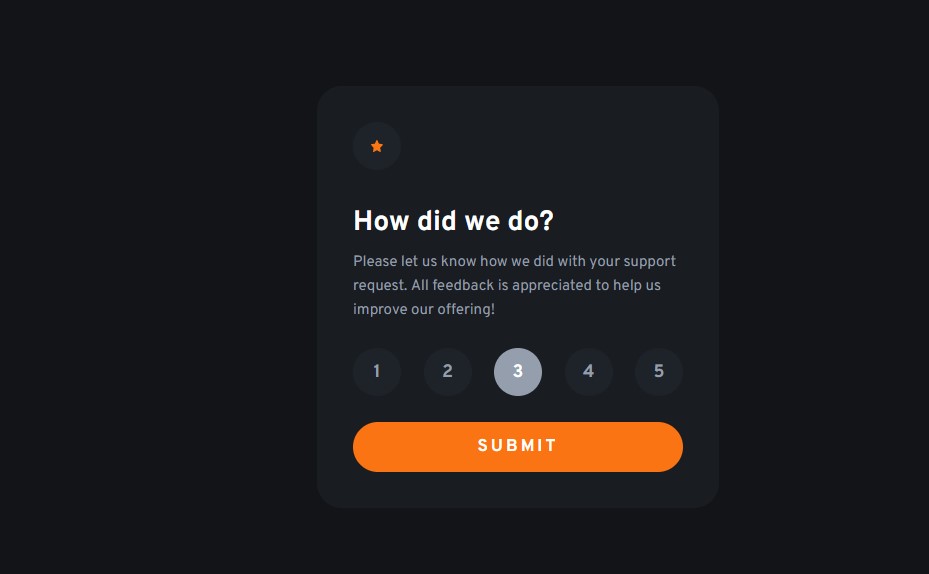 How did we do?
Please let us know how we did with your support
request. All feedback is appreciated to help us
improve our offering!
1 2 3 4 5
SUBMIT